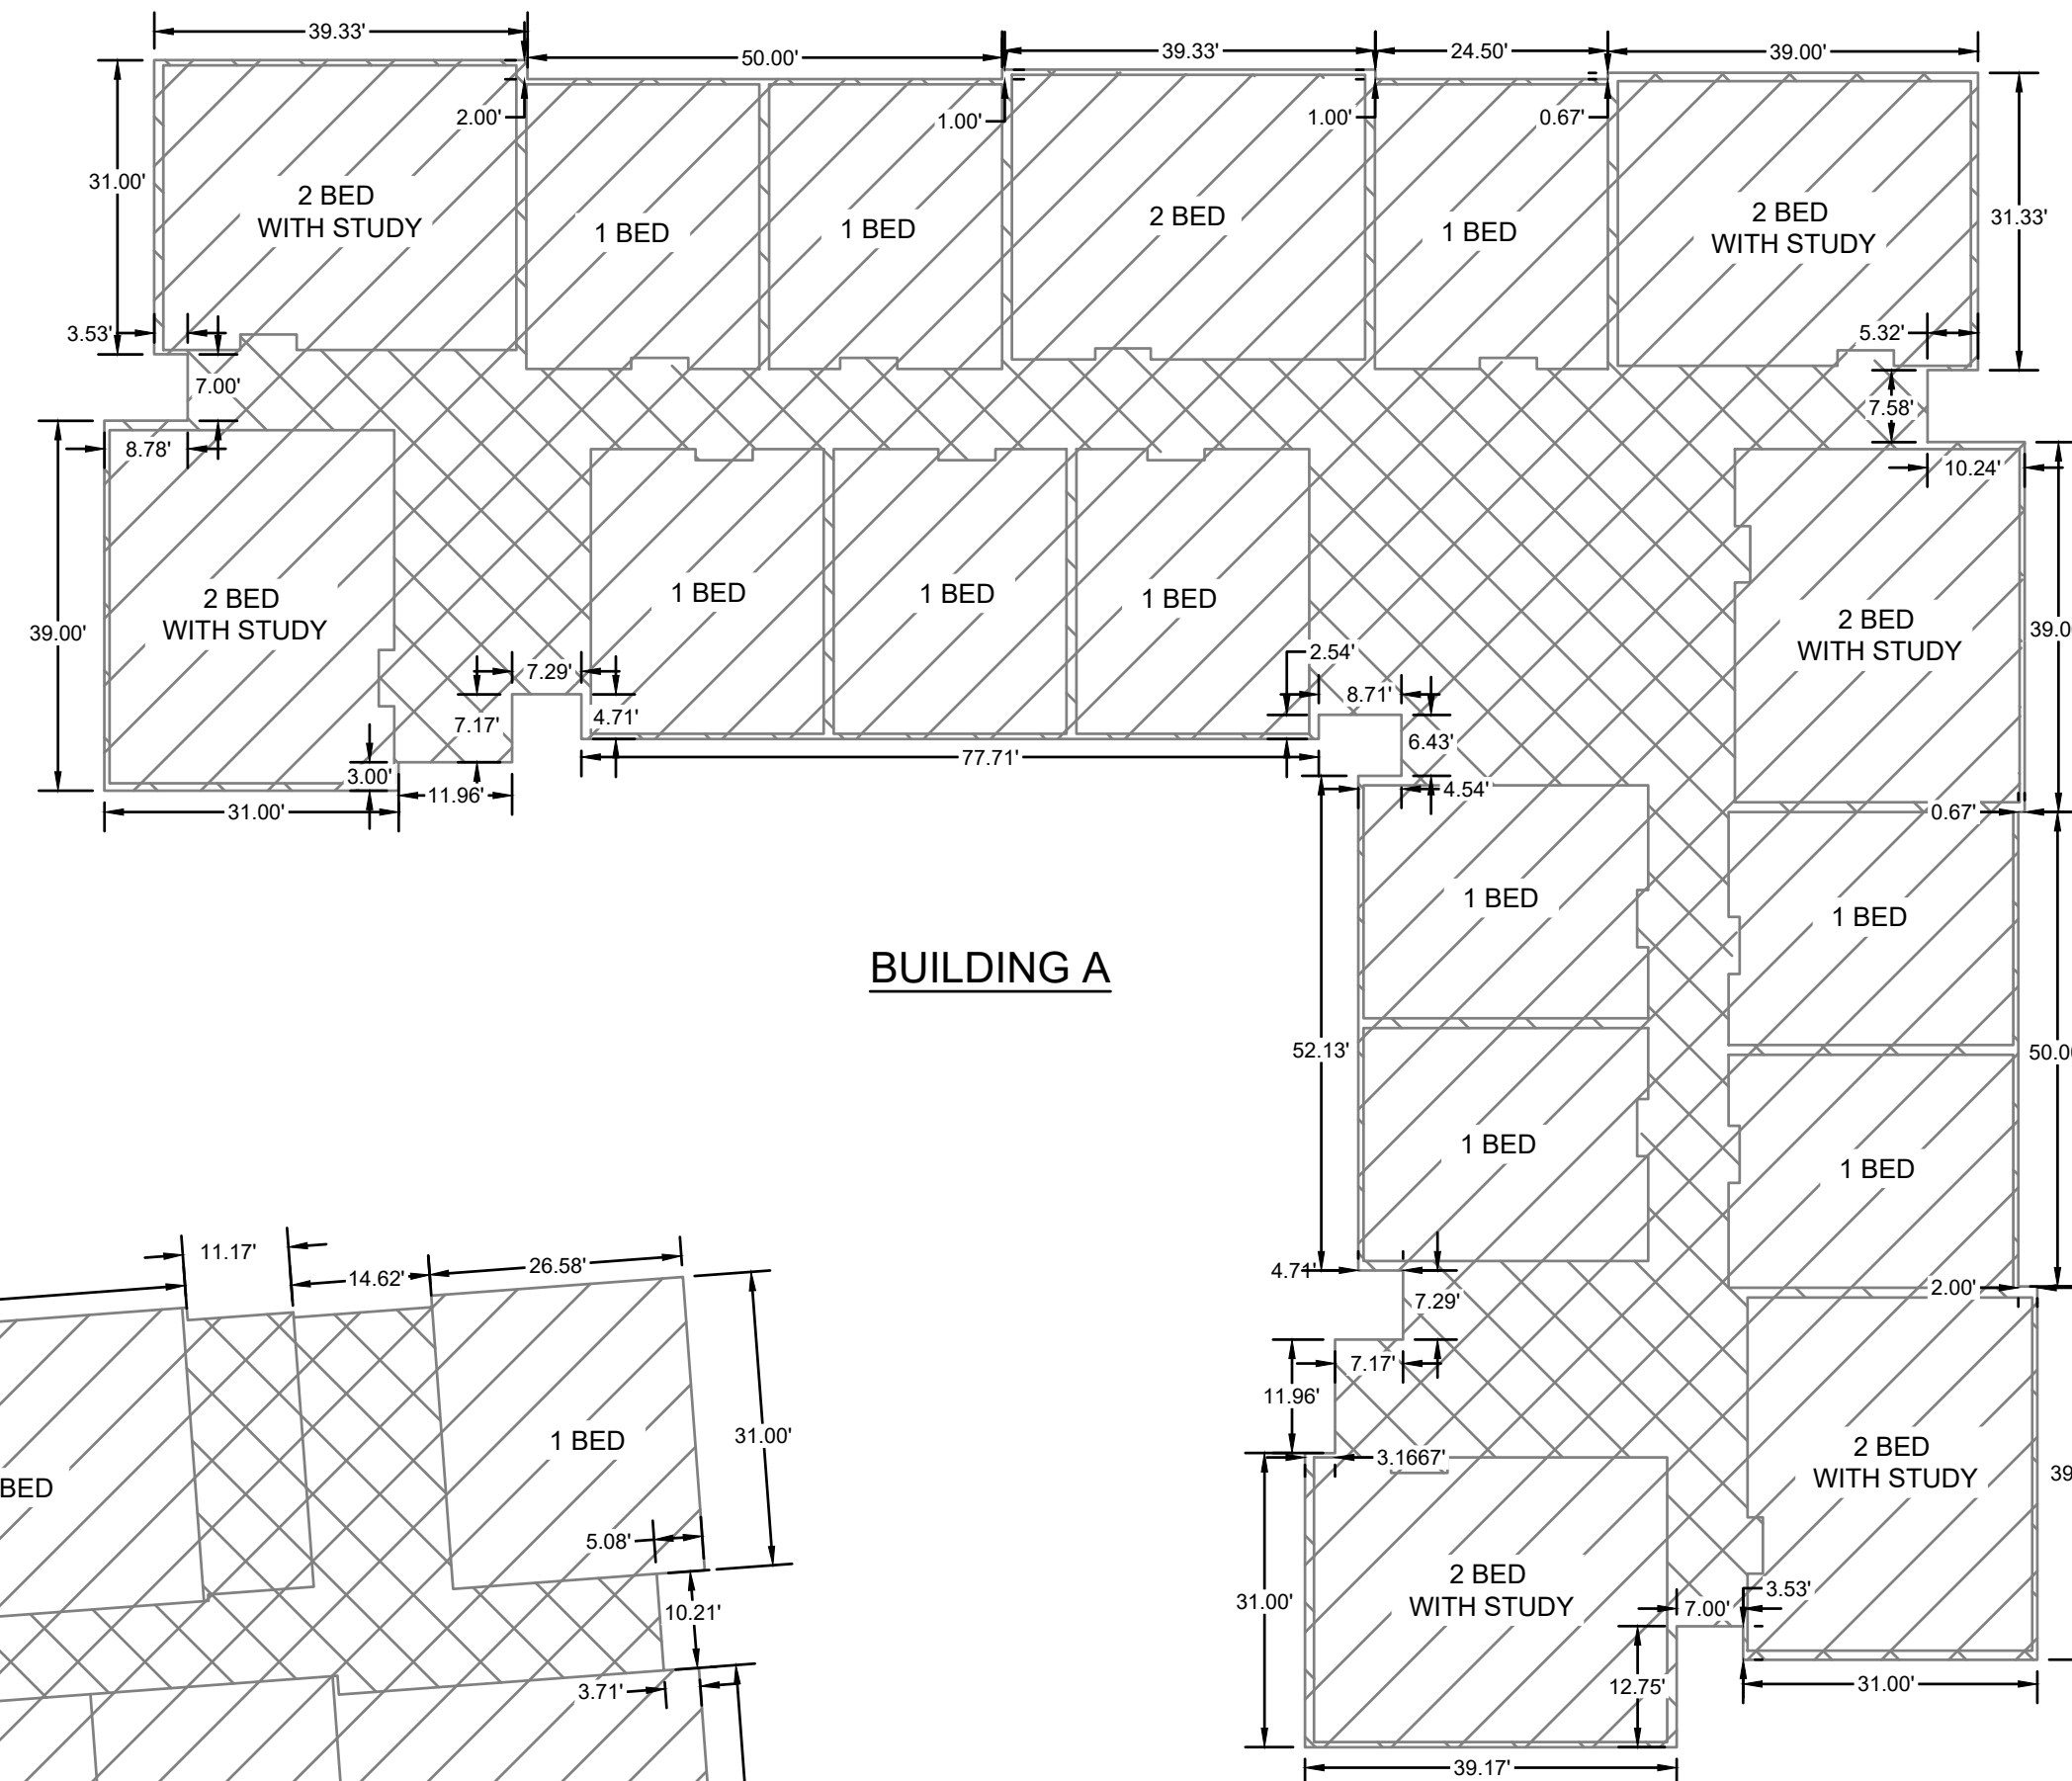 39.33'
50.00'
39.33'
24.50'
39.00'
2.00'
1.00'
1.00'
0.67'
31.00'
2 BED
WITH STUDY
1 BED
1 BED
2 BED
1 BED
2 BED
WITH STUDY
31.33'
3.53'
5.32'
7.00'
7.58'
8.78'
10.24'
39.00'
2 BED
WITH STUDY
1 BED
1 BED
1 BED
2 BED
WITH STUDY
39.0
2.54'
7.29'
8.71'
7.17'
4.71'
6.43'
77.71'
3.00'
11.96'
4.54'
31.00'
0.67'
1 BED
1 BED
BUILDING A
52.13'
50.0
1 BED
1 BED
11.17'
14.62'
26.58'
4.71'
2.00'
7.29'
7.17'
11.96'
1 BED
31.00'
3.1667'
2 BED
WITH STUDY
39
BED
5.08'
2 BED
WITH STUDY
3.53'
31.00'
7.00'
10.21'
3.71'
12.75'
31.00'
39.17'